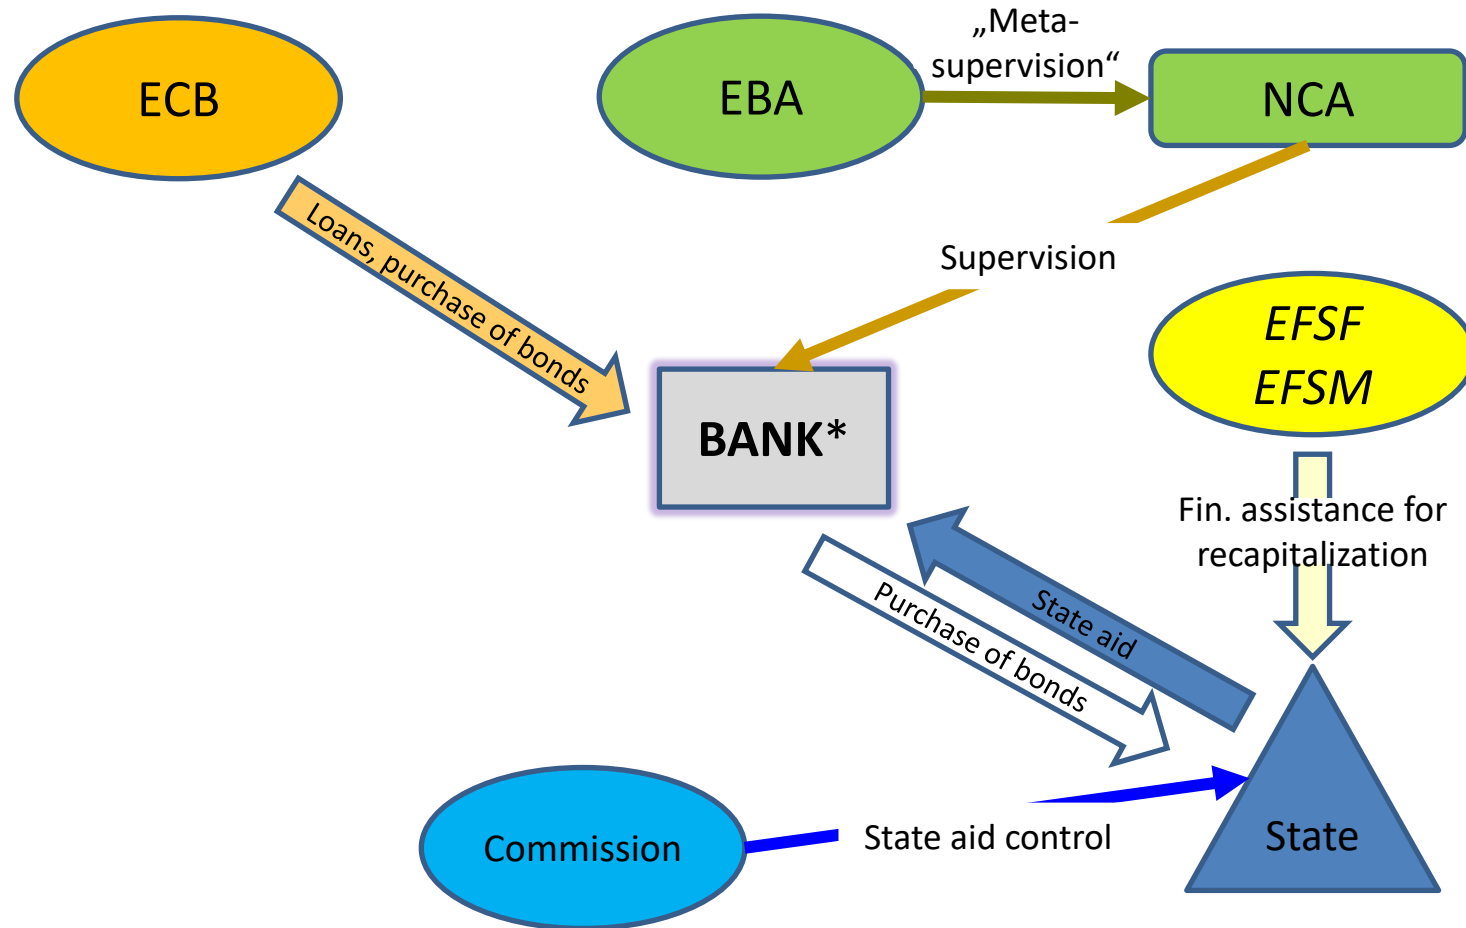 ECB
EBA
„Meta-
supervision“
NCA
Loans, purchase of bonds
Supervision
EFSF
EFSM
BANK*
Fin. assistance for
recapitalization
State aid
Purchase of bonds
Commission
State aid control
State